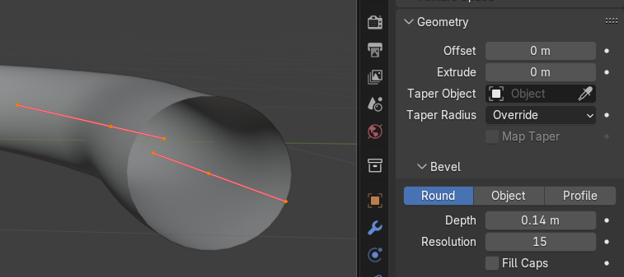 Geometry
Offset 0 m
Extrude 0 m
Taper Object Object
Taper Radius Override
Map Taper
Bevel
Round Object Profile
Depth 0.14 m
Resolution 15
Fill Caps